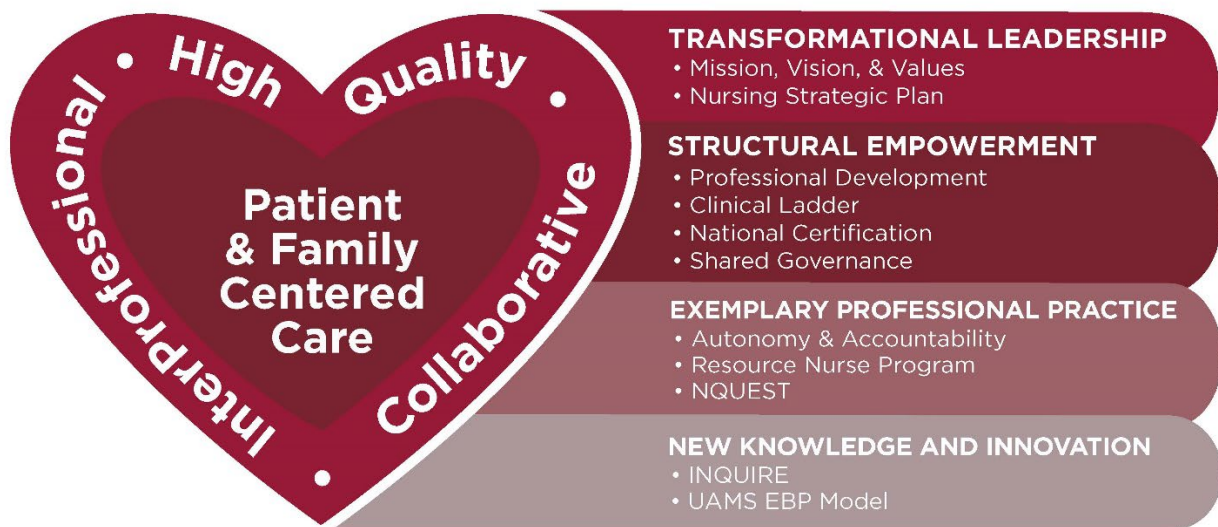 InterProfessional • High Quality • Collaborative •
Patient
& Family
Centered
Care
TRANSFORMATIONAL LEADERSHIP
• Mission, Vision, & Values
• Nursing Strategic Plan
STRUCTURAL EMPOWERMENT
• Professional Development
• Clinical Ladder
• National Certification
• Shared Governance
EXEMPLARY PROFESSIONAL PRACTICE
• Autonomy & Accountability
• Resource Nurse Program
• NQUEST
NEW KNOWLEDGE AND INNOVATION
• INQUIRE
• UAMS EBP Model